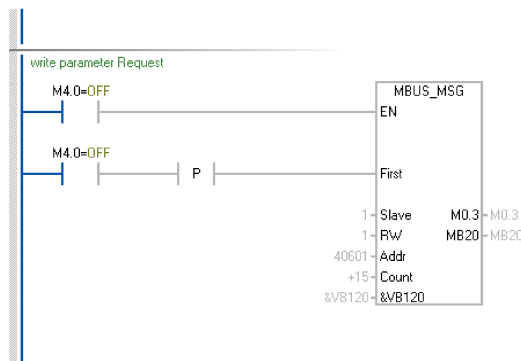 write parameter Request
M4.0=OFF
MBUS_MSG
EN
M4.0=OFF
P
First
1 Slave M0.3 M0.3
1 RW MB20 MB20
40601 Addr
+15 Count
&VB120 &VB120